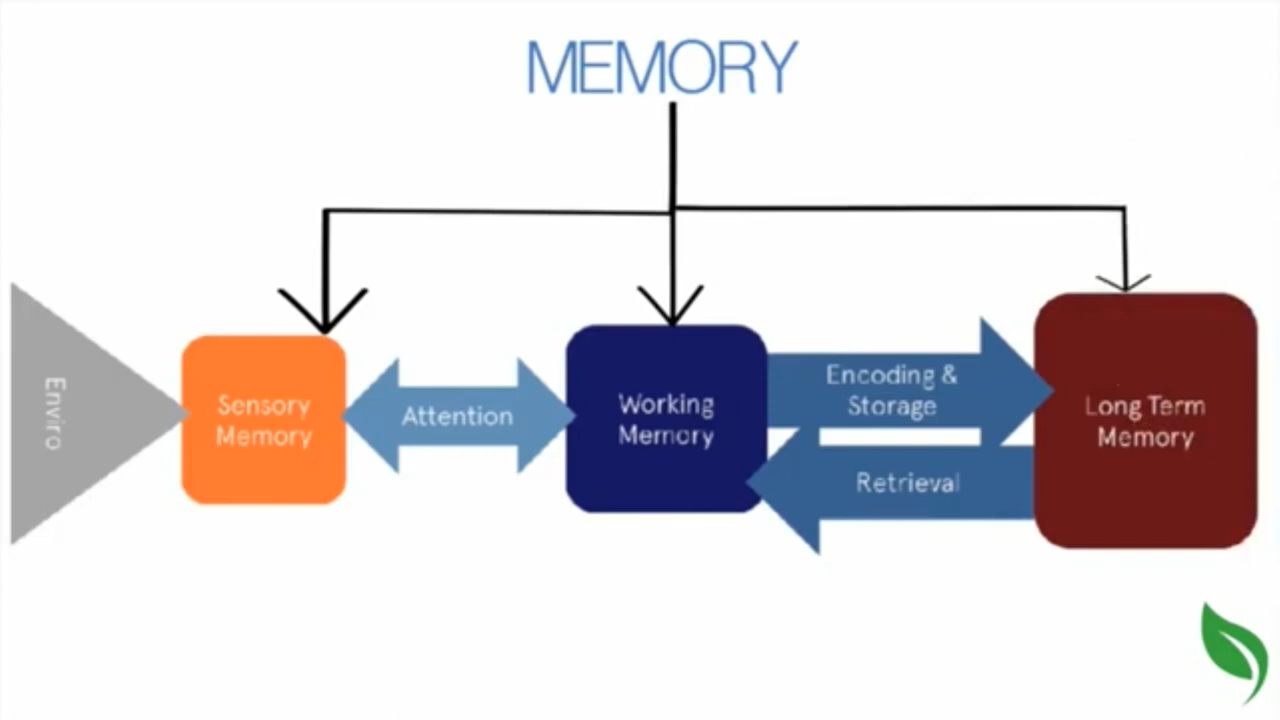 MEMORY
Enviro
Sensory
Memory
Attention
Working
Memory
Encoding &
Storage
Retrieval
Long Term
Memory